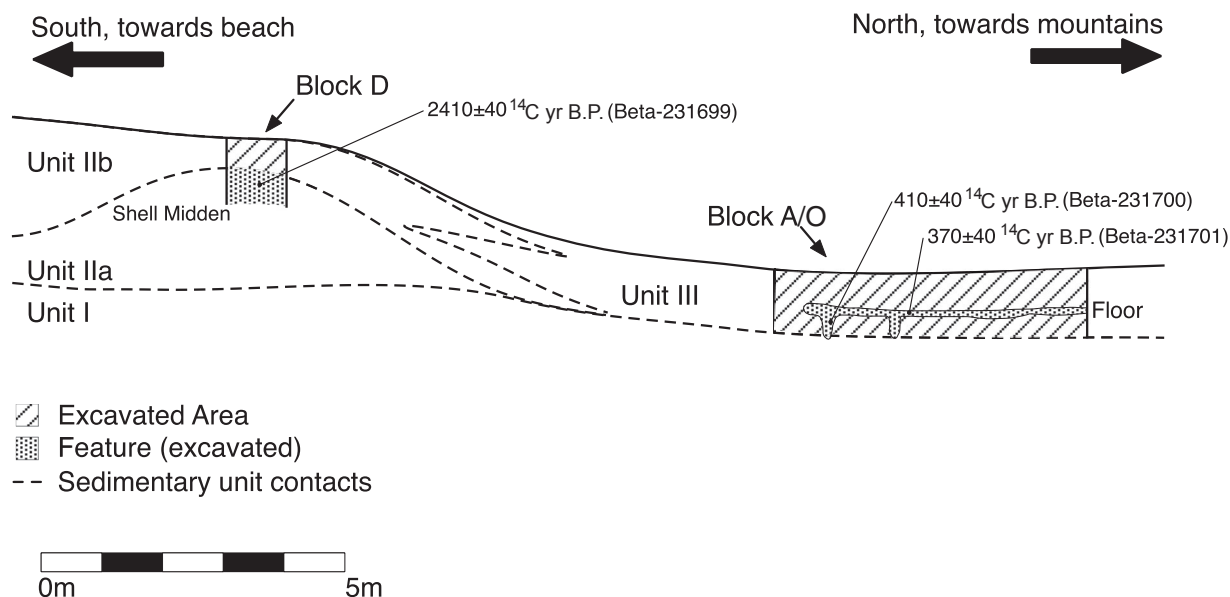 South, towards beach
North, towards mountains
Block D
2410±40 ¹⁴C yr B.P. (Beta-231699)
Unit IIb
Shell Midden
Block A/O
410±40 ¹⁴C yr B.P. (Beta-231700)
370±40 ¹⁴C yr B.P. (Beta-231701)
Unit IIa
Unit III
Unit I
Floor
Excavated Area
Feature (excavated)
Sedimentary unit contacts
0m 5m